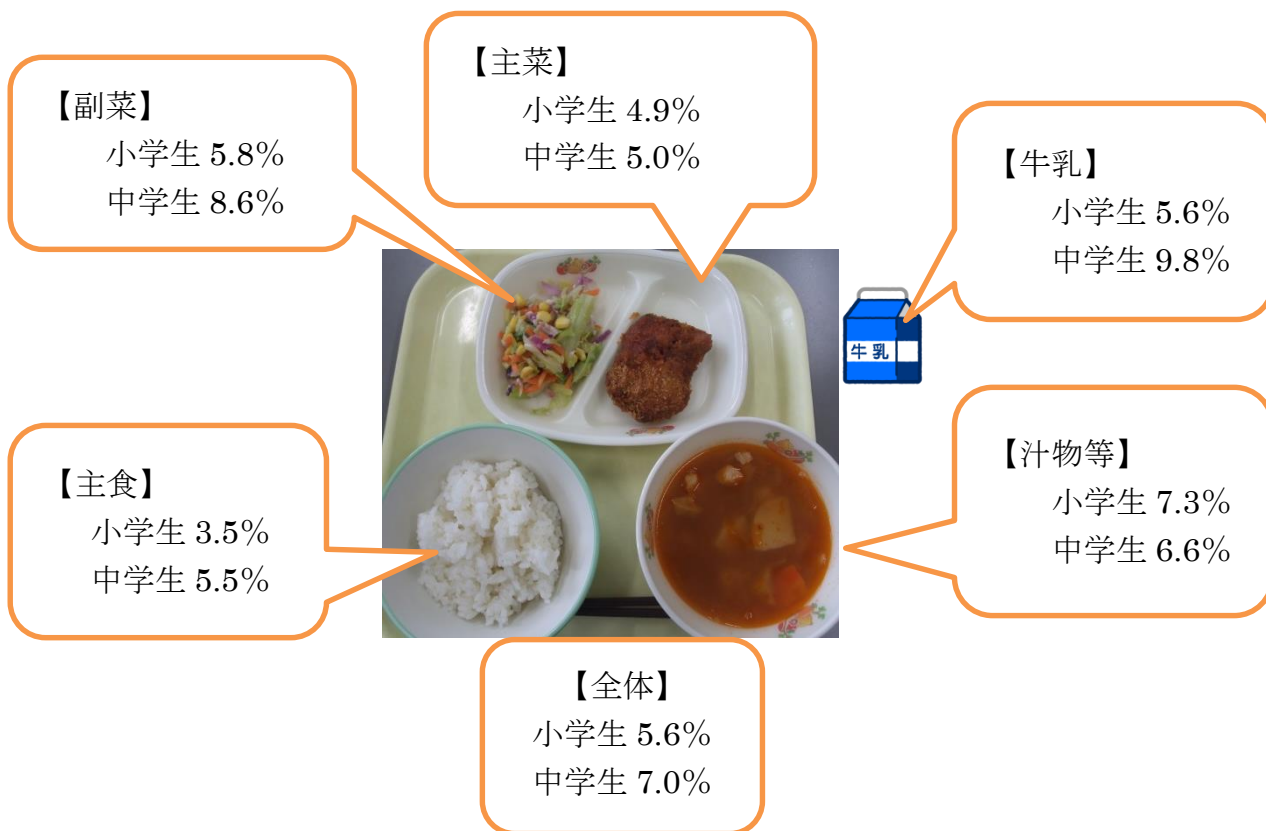 【副菜】
小学生 5.8%
中学生 8.6%
【主菜】
小学生 4.9%
中学生 5.0%
【牛乳】
小学生 5.6%
中学生 9.8%
牛乳
【主食】
小学生 3.5%
中学生 5.5%
【汁物等】
小学生 7.3%
中学生 6.6%
【全体】
小学生 5.6%
中学生 7.0%